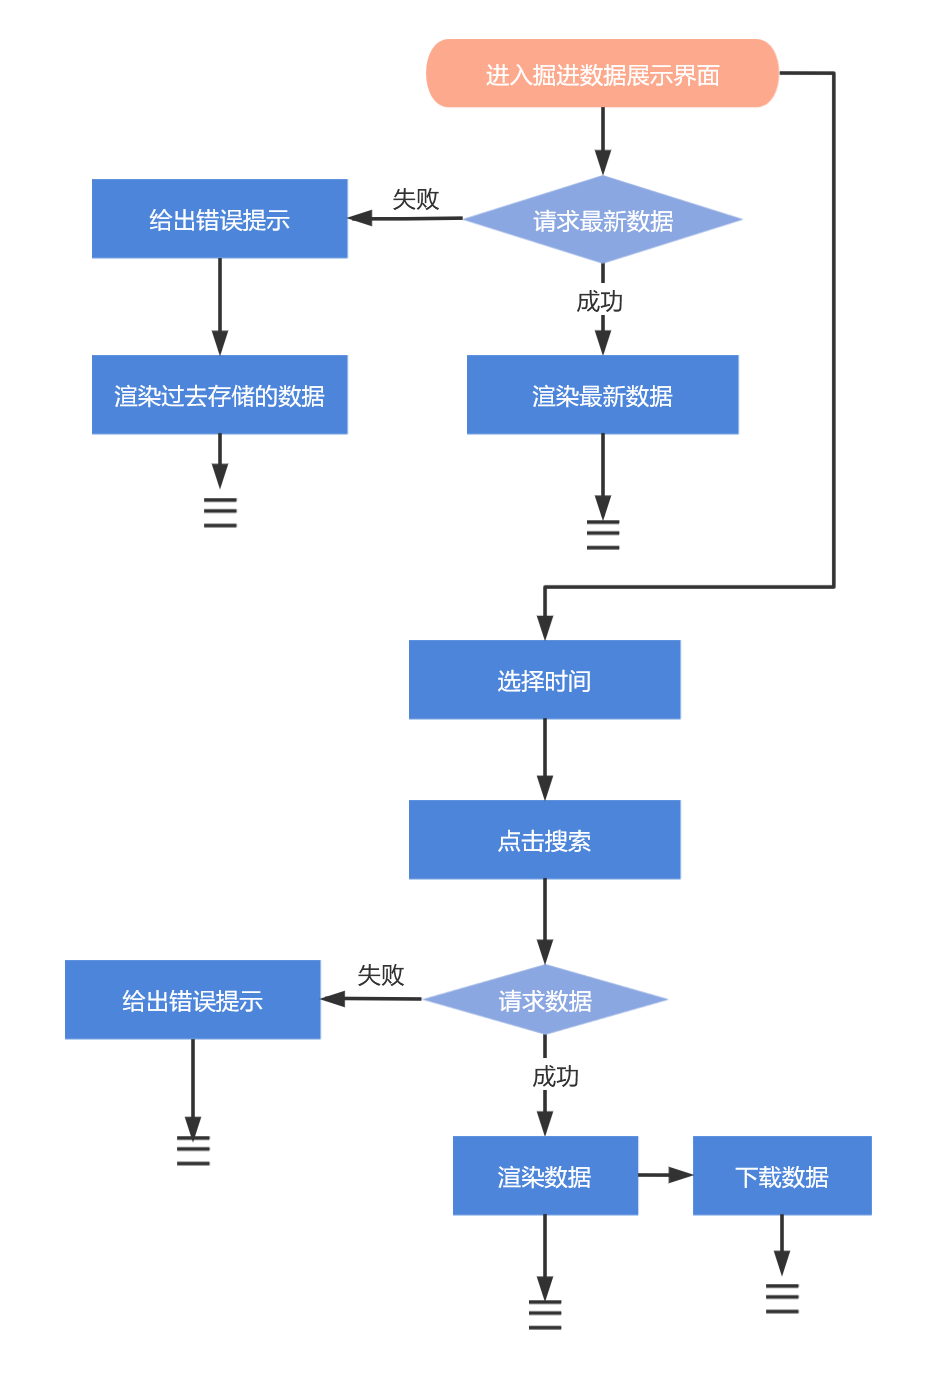 进入掘进数据展示界面
失败
给出错误提示
请求最新数据
成功
渲染过去存储的数据
渲染最新数据
选择时间
点击搜索
失败
给出错误提示
请求数据
成功
渲染数据
下载数据